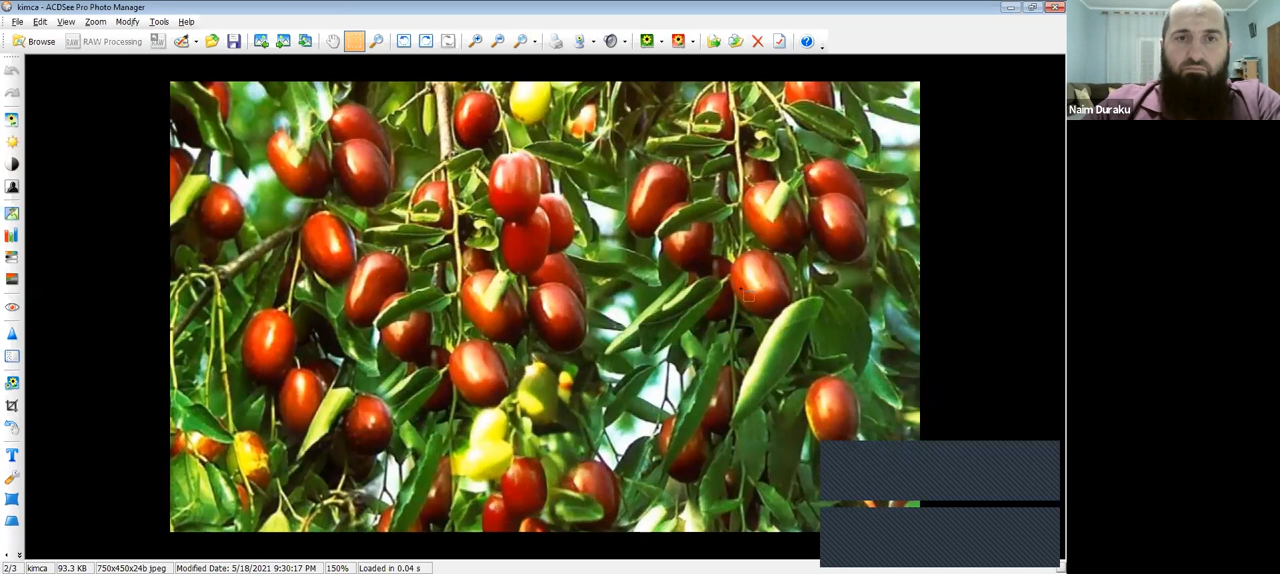 kimca - ACDSee Pro Photo Manager
File Edit View Zoom Modify Tools Help
Browse RAW RAW Processing RAW
Naim Duraku
2/3 kimca 93.3 KB 750x450x24b jpeg Modified Date: 5/18/2021 9:30:17 PM 150% Loaded in 0.04 s